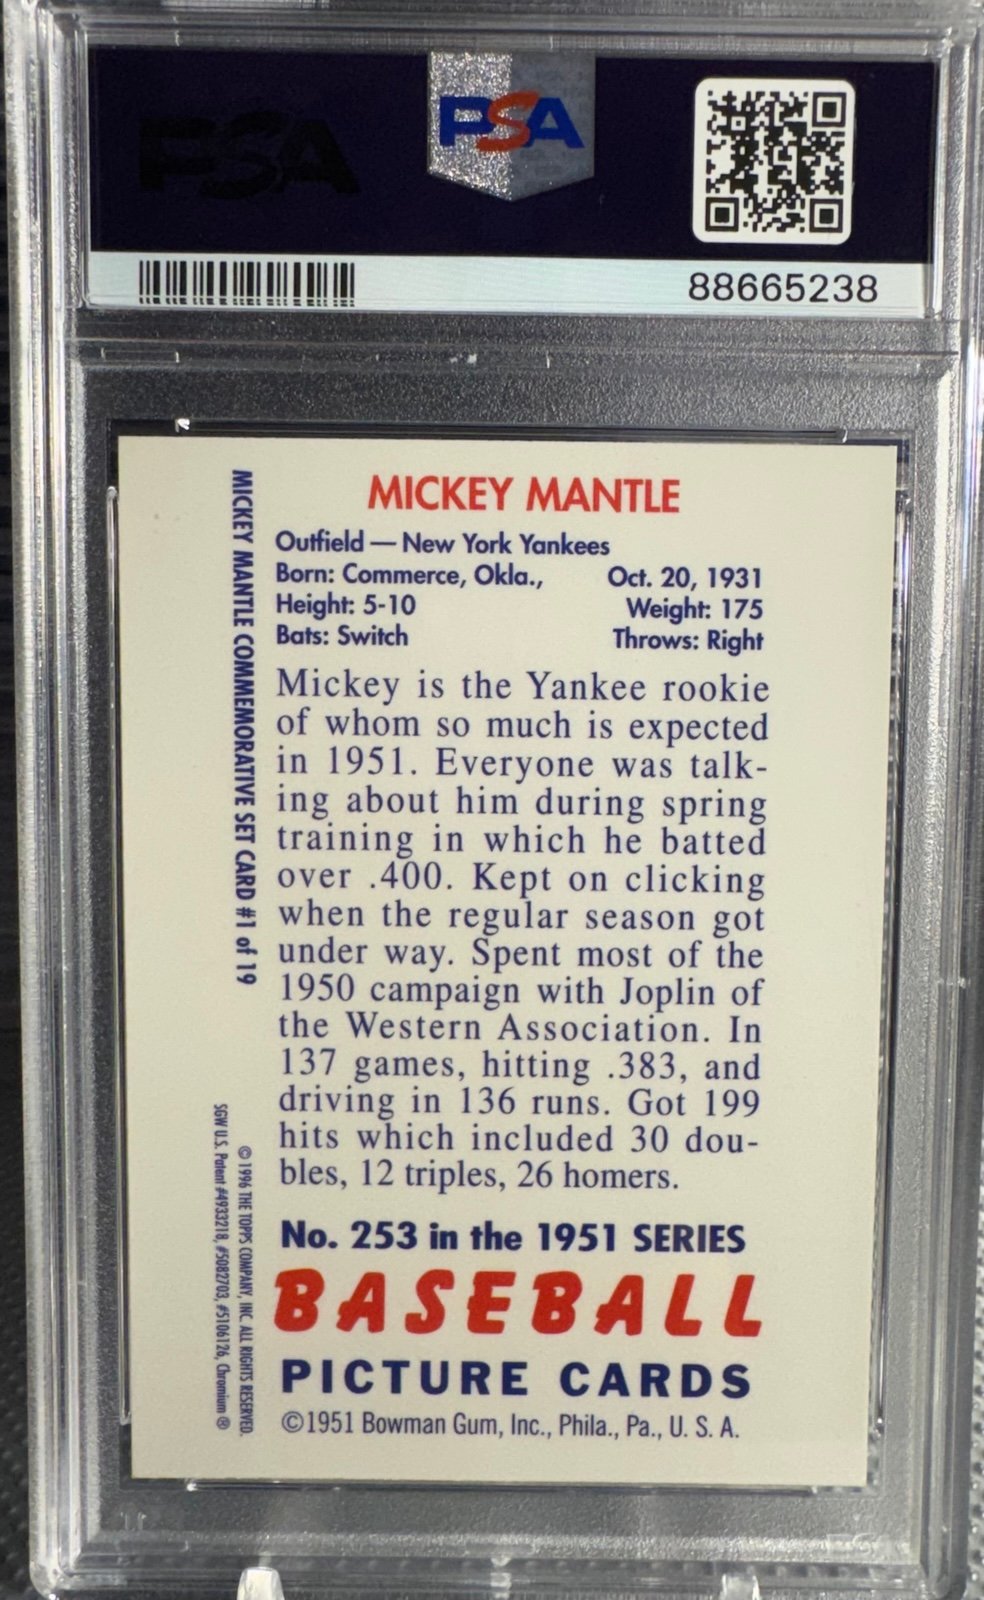 PSA
PSA
88665238
MICKEY MANTLE
Outfield — New York Yankees
Born: Commerce, Okla., Oct. 20, 1931
Height: 5-10 Weight: 175
Bats: Switch Throws: Right
Mickey is the Yankee rookie
of whom so much is expected
in 1951. Everyone was talk-
ing about him during spring
training in which he batted
over .400. Kept on clicking
when the regular season got
under way. Spent most of the
1950 campaign with Joplin of
the Western Association. In
137 games, hitting .383, and
driving in 136 runs. Got 199
hits which included 30 dou-
bles, 12 triples, 26 homers.
No. 253 in the 1951 SERIES
BASEBALL
PICTURE CARDS
©1951 Bowman Gum, Inc., Phila., Pa., U. S. A.
MICKEY MANTLE COMMEMORATIVE SET CARD #1 of 19
© 1996 THE TOPPS COMPANY, INC. ALL RIGHTS RESERVED.
SGW U.S. Patent #4933218, #5082703, #5106126, Chromium ®